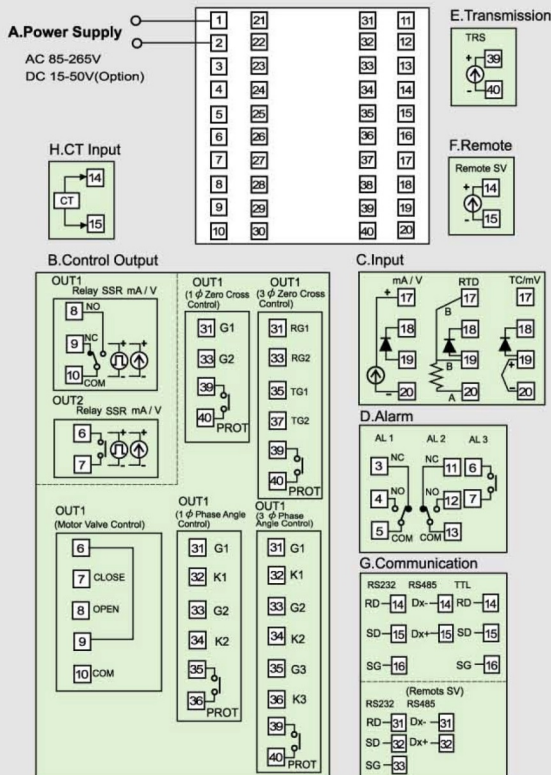 A.Power Supply
AC 85-265V
DC 15-50V(Option)
1 21 31 11
2 22 32 12
3 23 33 13
4 24 34 14
5 25 35 15
6 26 36 16
7 27 37 17
8 28 38 18
9 29 39 19
10 30 40 20
E.Transmission
TRS
+ 39
- 40
H.CT Input
14
CT
15
F.Remote
Remote SV
+ 14
- 15
B.Control Output
OUT1
Relay SSR mA / V
8 NO
9 NC
10 COM
+ +
- -
OUT2
Relay SSR mA / V
6 + +
7 - -
OUT1
(1 ϕ Zero Cross
Control)
31 G1
33 G2
39
40 PROT
OUT1
(3 ϕ Zero Cross
Control)
31 RG1
33 RG2
35 TG1
37 TG2
39
40 PROT
OUT1
(Motor Valve Control)
6
7 CLOSE
8 OPEN
9
10 COM
OUT1
(1 ϕ Phase Angle
Control)
31 G1
32 K1
33 G2
34 K2
35
36 PROT
OUT1
(3 ϕ Phase
Angle Control)
31 G1
32 K1
33 G2
34 K2
35 G3
36 K3
39
40 PROT
C.Input
mA / V RTD TC/mV
+ 17 17 17
B
18 18 18
19 B 19 + 19
- 20 A 20 - 20
D.Alarm
AL 1 AL 2 AL 3
3 NC NC 11 6
4 NO NO 12 7
5 COM COM 13
G.Communication
RS232 RS485 TTL
RD 14 Dx- 14 RD 14
SD 15 Dx+ 15 SD 15
SG 16 SG 16
(Remots SV)
RS232 RS485
RD 31 Dx- 31
SD 32 Dx+ 32
SG 33